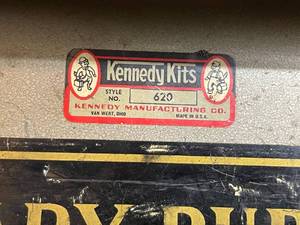 Kennedy Kits
STYLE NO. 620
KENNEDY MANUFACTURING CO.
VAN WERT, OHIO MADE IN U.S.A.